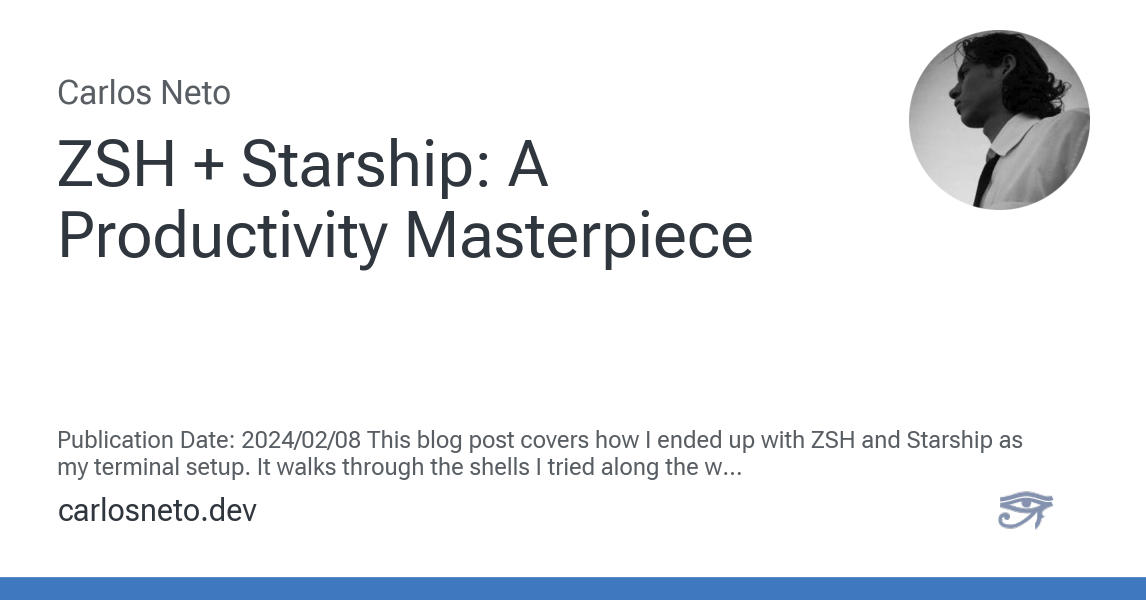 Carlos Neto
ZSH + Starship: A
Productivity Masterpiece
Publication Date: 2024/02/08 This blog post covers how I ended up with ZSH and Starship as
my terminal setup. It walks through the shells I tried along the w...
carlosneto.dev